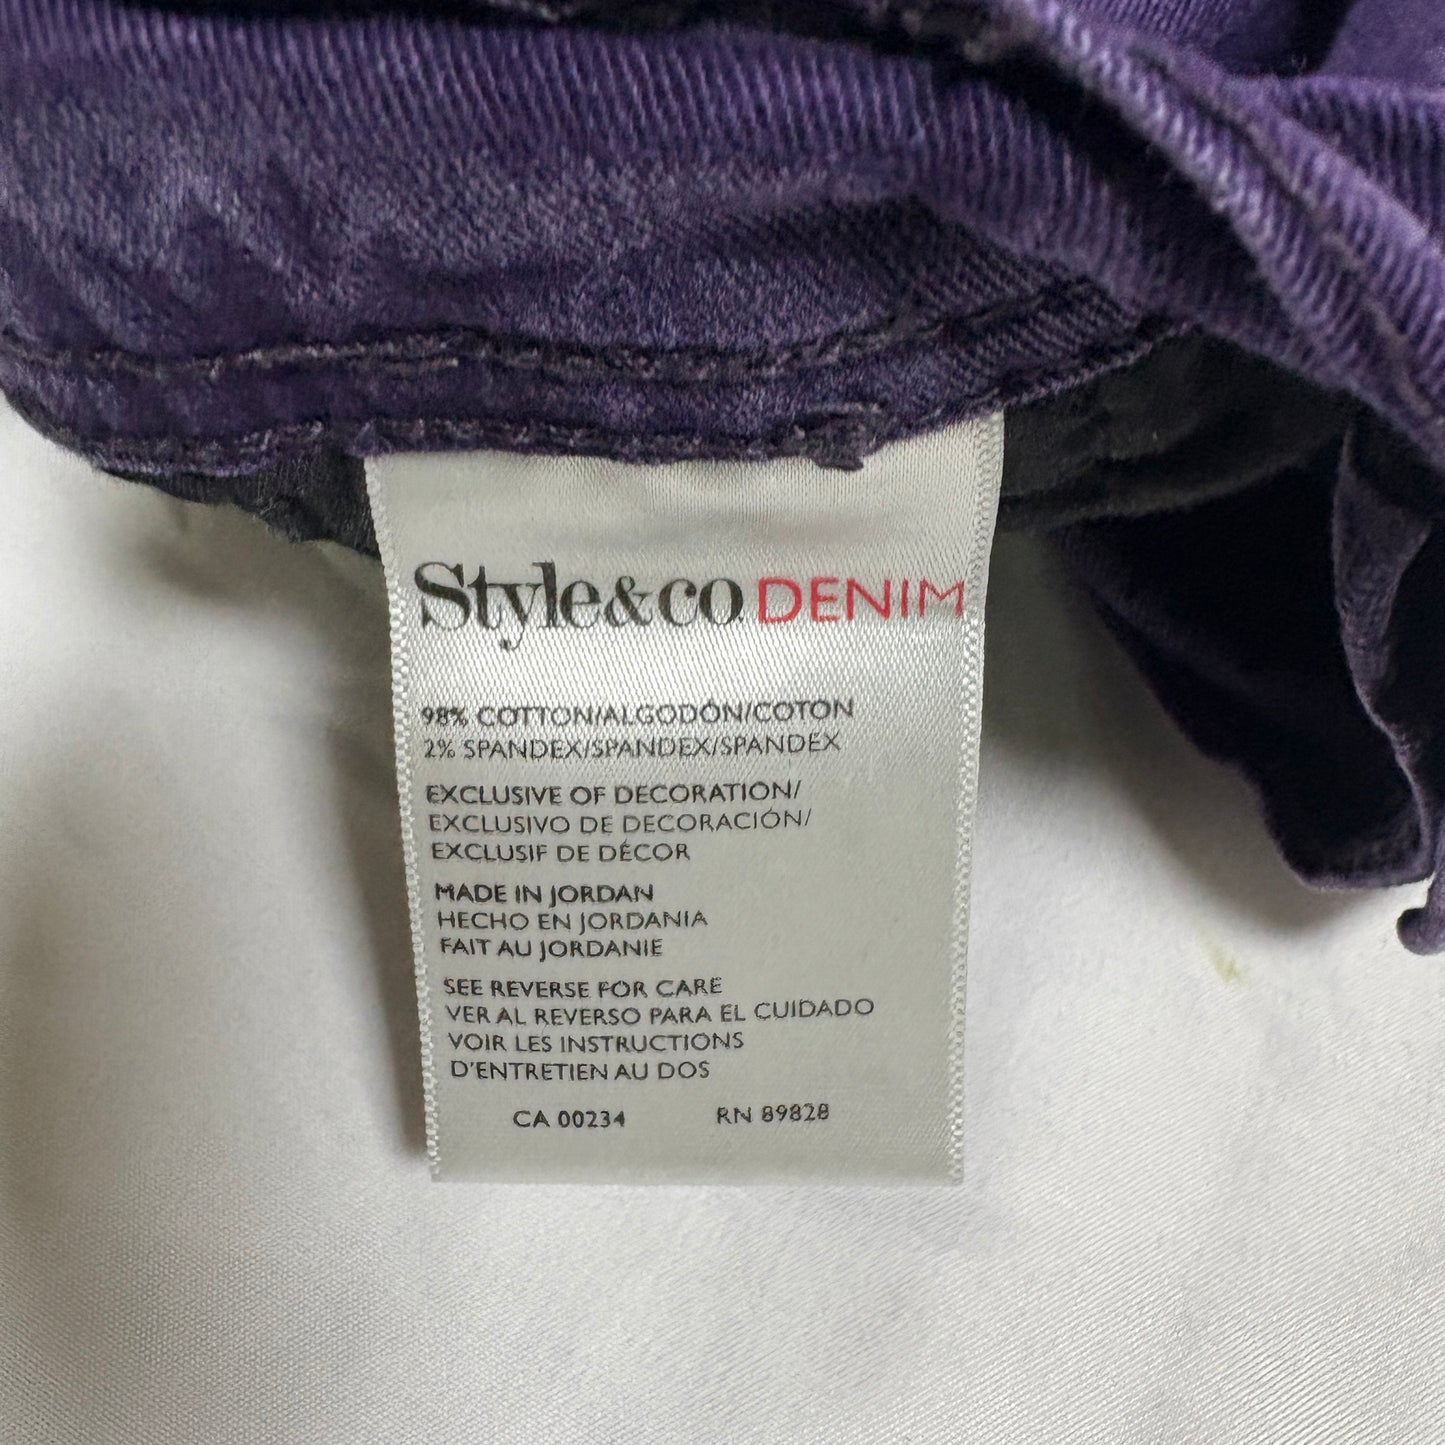 Style&co. DENIM
98% COTTON/ALGODÓN/COTON
2% SPANDEX/SPANDEX/SPANDEX
EXCLUSIVE OF DECORATION/
EXCLUSIVO DE DECORACIÓN/
EXCLUSIF DE DÉCOR
MADE IN JORDAN
HECHO EN JORDANIA
FAIT AU JORDANIE
SEE REVERSE FOR CARE
VER AL REVERSO PARA EL CUIDADO
VOIR LES INSTRUCTIONS
D'ENTRETIEN AU DOS
CA 00234 RN 89828